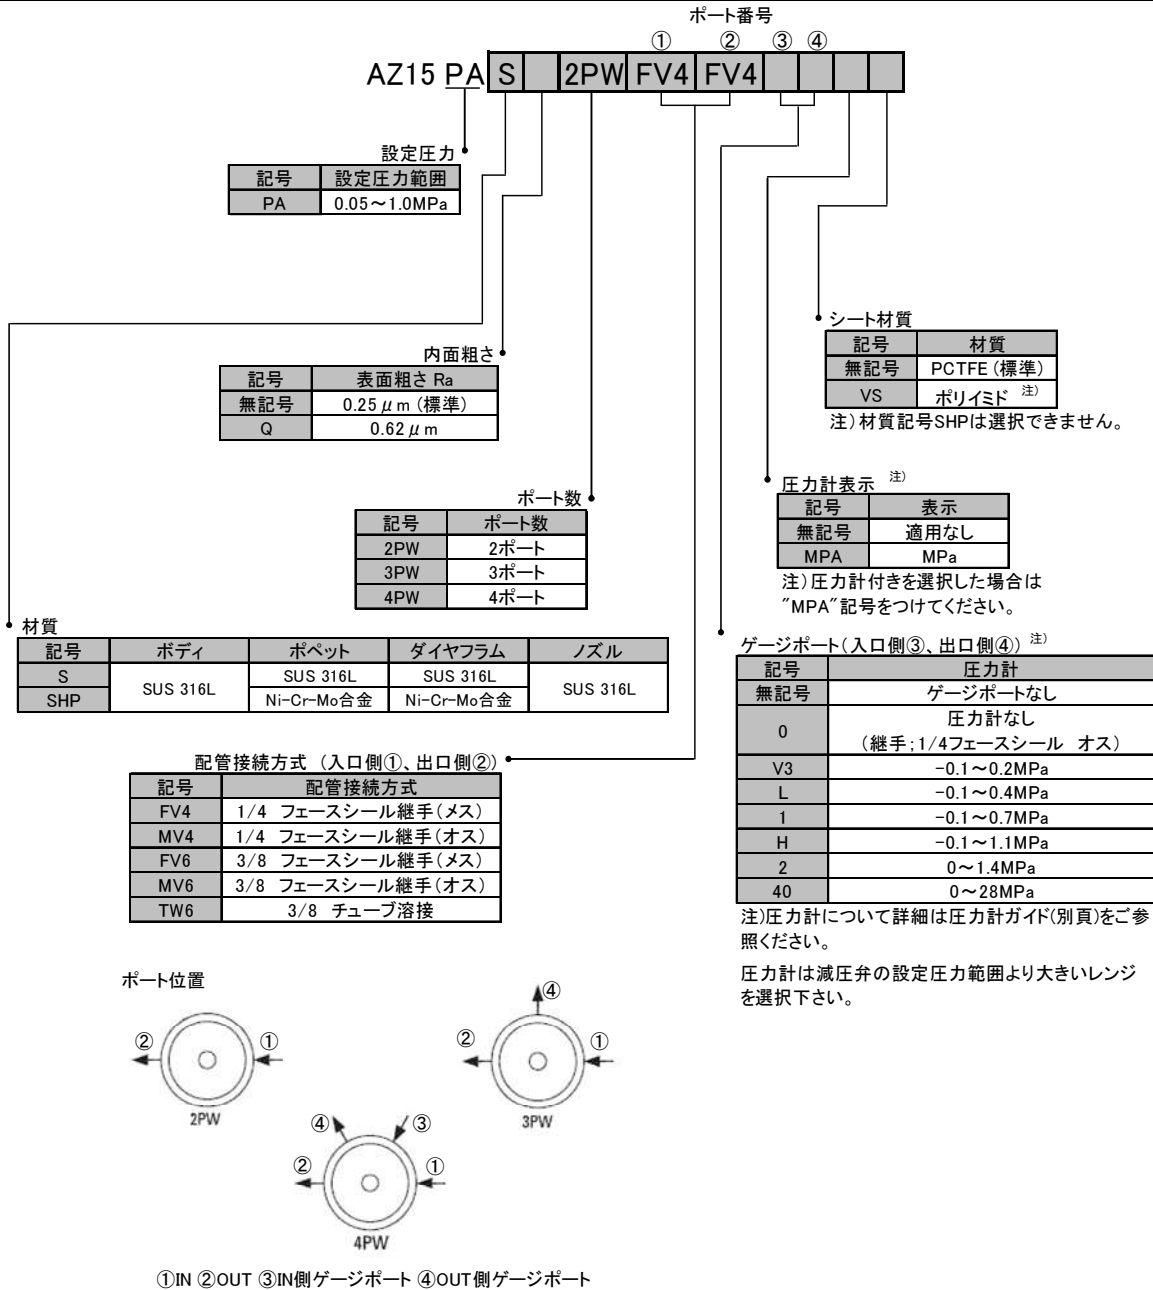 ポート番号
① ② ③ ④
AZ15 PA S 2PW FV4 FV4
設定圧力
記号 設定圧力範囲
PA 0.05～1.0MPa
内面粗さ
記号 表面粗さ Ra
無記号 0.25μm (標準)
Q 0.62μm
ポート数
記号 ポート数
2PW 2ポート
3PW 3ポート
4PW 4ポート
材質
記号 ボディ ポペット ダイヤフラム ノズル
S SUS 316L SUS 316L SUS 316L SUS 316L
SHP Ni-Cr-Mo合金 Ni-Cr-Mo合金
配管接続方式 (入口側①、出口側②)
記号 配管接続方式
FV4 1/4 フェースシール継手(メス)
MV4 1/4 フェースシール継手(オス)
FV6 3/8 フェースシール継手(メス)
MV6 3/8 フェースシール継手(オス)
TW6 3/8 チューブ溶接
シート材質
記号 材質
無記号 PCTFE (標準)
VS ポリイミド 注)
注)材質記号SHPは選択できません。
圧力計表示 注)
記号 表示
無記号 適用なし
MPA MPa
注)圧力計付きを選択した場合は
"MPA"記号をつけてください。
ゲージポート(入口側③、出口側④) 注)
記号 圧力計
無記号 ゲージポートなし
0 圧力計なし
(継手;1/4フェースシール オス)
V3 -0.1～0.2MPa
L -0.1～0.4MPa
1 -0.1～0.7MPa
H -0.1～1.1MPa
2 0～1.4MPa
40 0～28MPa
注)圧力計について詳細は圧力計ガイド(別頁)をご参
照ください。
圧力計は減圧弁の設定圧力範囲より大きいレンジ
を選択下さい。
ポート位置
② ①
2PW
④
② ①
3PW
④ ③
② ①
4PW
①IN ②OUT ③IN側ゲージポート ④OUT側ゲージポート